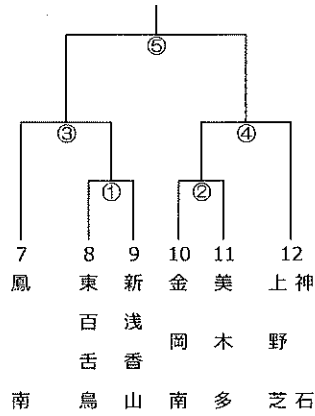 ⑤
③ ④
① ②
7 8 9 10 11 12
鳳南
東百舌鳥
新浅香山
金岡南
美木多
上野芝
神石